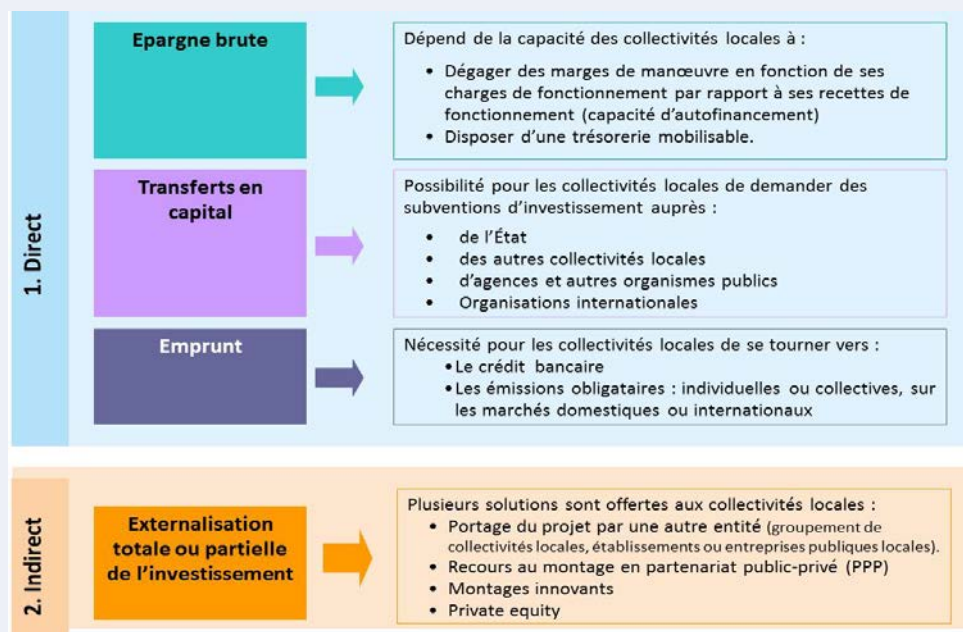 1. Direct
Epargne brute
Dépend de la capacité des collectivités locales à :
• Dégager des marges de manœuvre en fonction de ses
charges de fonctionnement par rapport à ses recettes de
fonctionnement (capacité d'autofinancement)
• Disposer d'une trésorerie mobilisable.
Transferts en
capital
Possibilité pour les collectivités locales de demander des
subventions d'investissement auprès :
• de l'État
• des autres collectivités locales
• d'agences et autres organismes publics
• Organisations internationales
Emprunt
Nécessité pour les collectivités locales de se tourner vers :
•Le crédit bancaire
•Les émissions obligataires : individuelles ou collectives, sur
les marchés domestiques ou internationaux
2. Indirect
Externalisation
totale ou partielle
de l'investissement
Plusieurs solutions sont offertes aux collectivités locales :
• Portage du projet par une autre entité (groupement de
collectivités locales, établissements ou entreprises publiques locales).
• Recours au montage en partenariat public-privé (PPP)
• Montages innovants
• Private equity